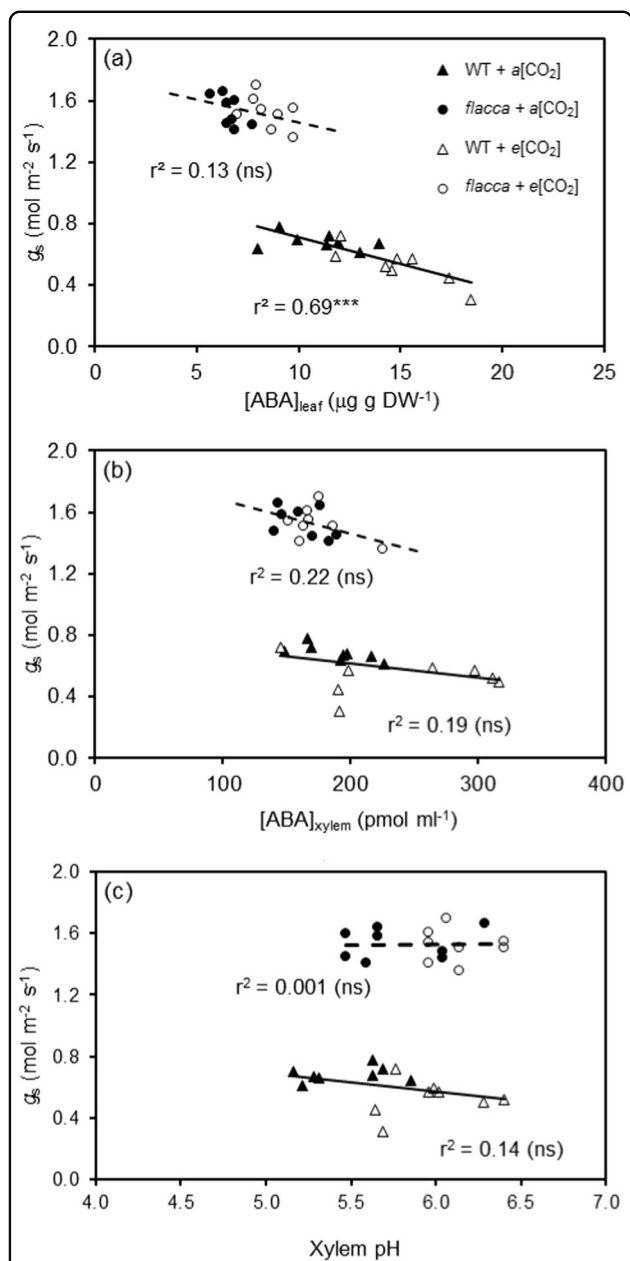 (a)
▲ WT + a[CO₂]
● flacca + a[CO₂]
△ WT + e[CO₂]
○ flacca + e[CO₂]
r² = 0.13 (ns)
r² = 0.69***
gs (mol m-2 s-1)
2.0
1.6
1.2
0.8
0.4
0.0
0 5 10 15 20 25
[ABA]leaf (µg g DW-1)
(b)
r² = 0.22 (ns)
r² = 0.19 (ns)
gs (mol m-2 s-1)
2.0
1.6
1.2
0.8
0.4
0.0
0 100 200 300 400
[ABA]xylem (pmol ml-1)
(c)
r² = 0.001 (ns)
r² = 0.14 (ns)
gs (mol m-2 s-1)
2.0
1.6
1.2
0.8
0.4
0.0
4.0 4.5 5.0 5.5 6.0 6.5 7.0
Xylem pH